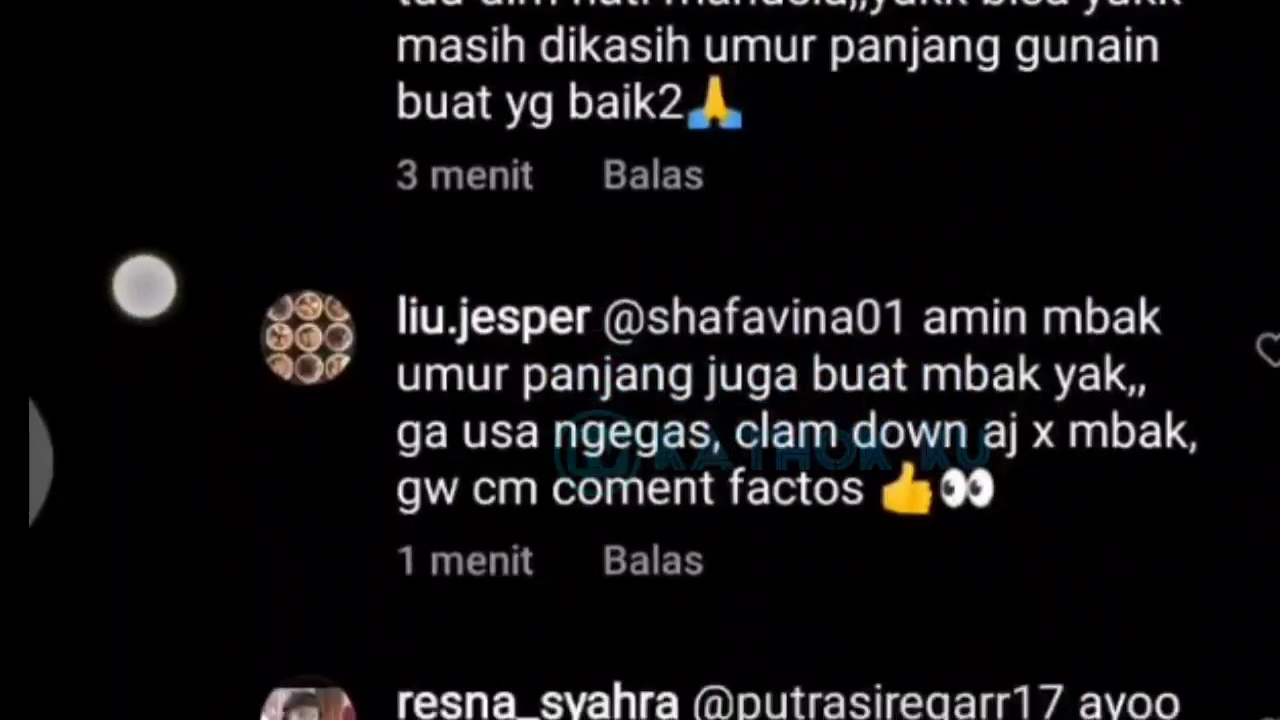 masih dikasih umur panjang gunain
buat yg baik2🙏
3 menit Balas
liu.jesper @shafavina01 amin mbak
umur panjang juga buat mbak yak,,
ga usa ngegas, clam down aj x mbak,
gw cm coment factos 👍👀
KATHOK KU
1 menit Balas
resna_syahra @putrasiregarr17 ayoo